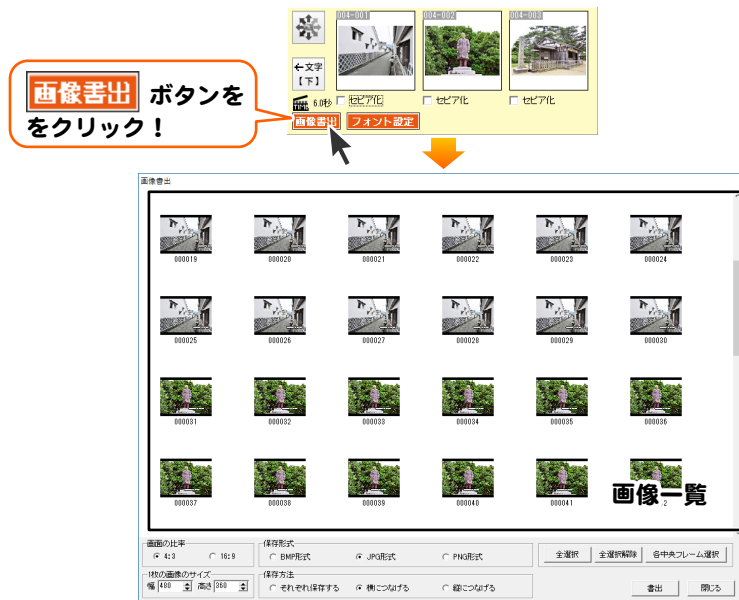 004-001 004-002 004-003
←文字
【下】
TIME 6.0秒 セピア化 セピア化 セピア化
画像書出 フォント設定
画像書出 ボタンを
をクリック！
画像書出
000019 000020 000021 000022 000023 000024
000025 000026 000027 000028 000029 000030
000031 000032 000033 000034 000035 000036
000037 000038 000039 000040 000041
画像一覧
画面の比率
4:3 16:9
保存形式
BMP形式 JPG形式 PNG形式
全選択 全選択解除 各中央フレーム選択
1枚の画像のサイズ
幅 480 高さ 360
保存方法
それぞれ保存する 横につなげる 縦につなげる
書出 閉じる